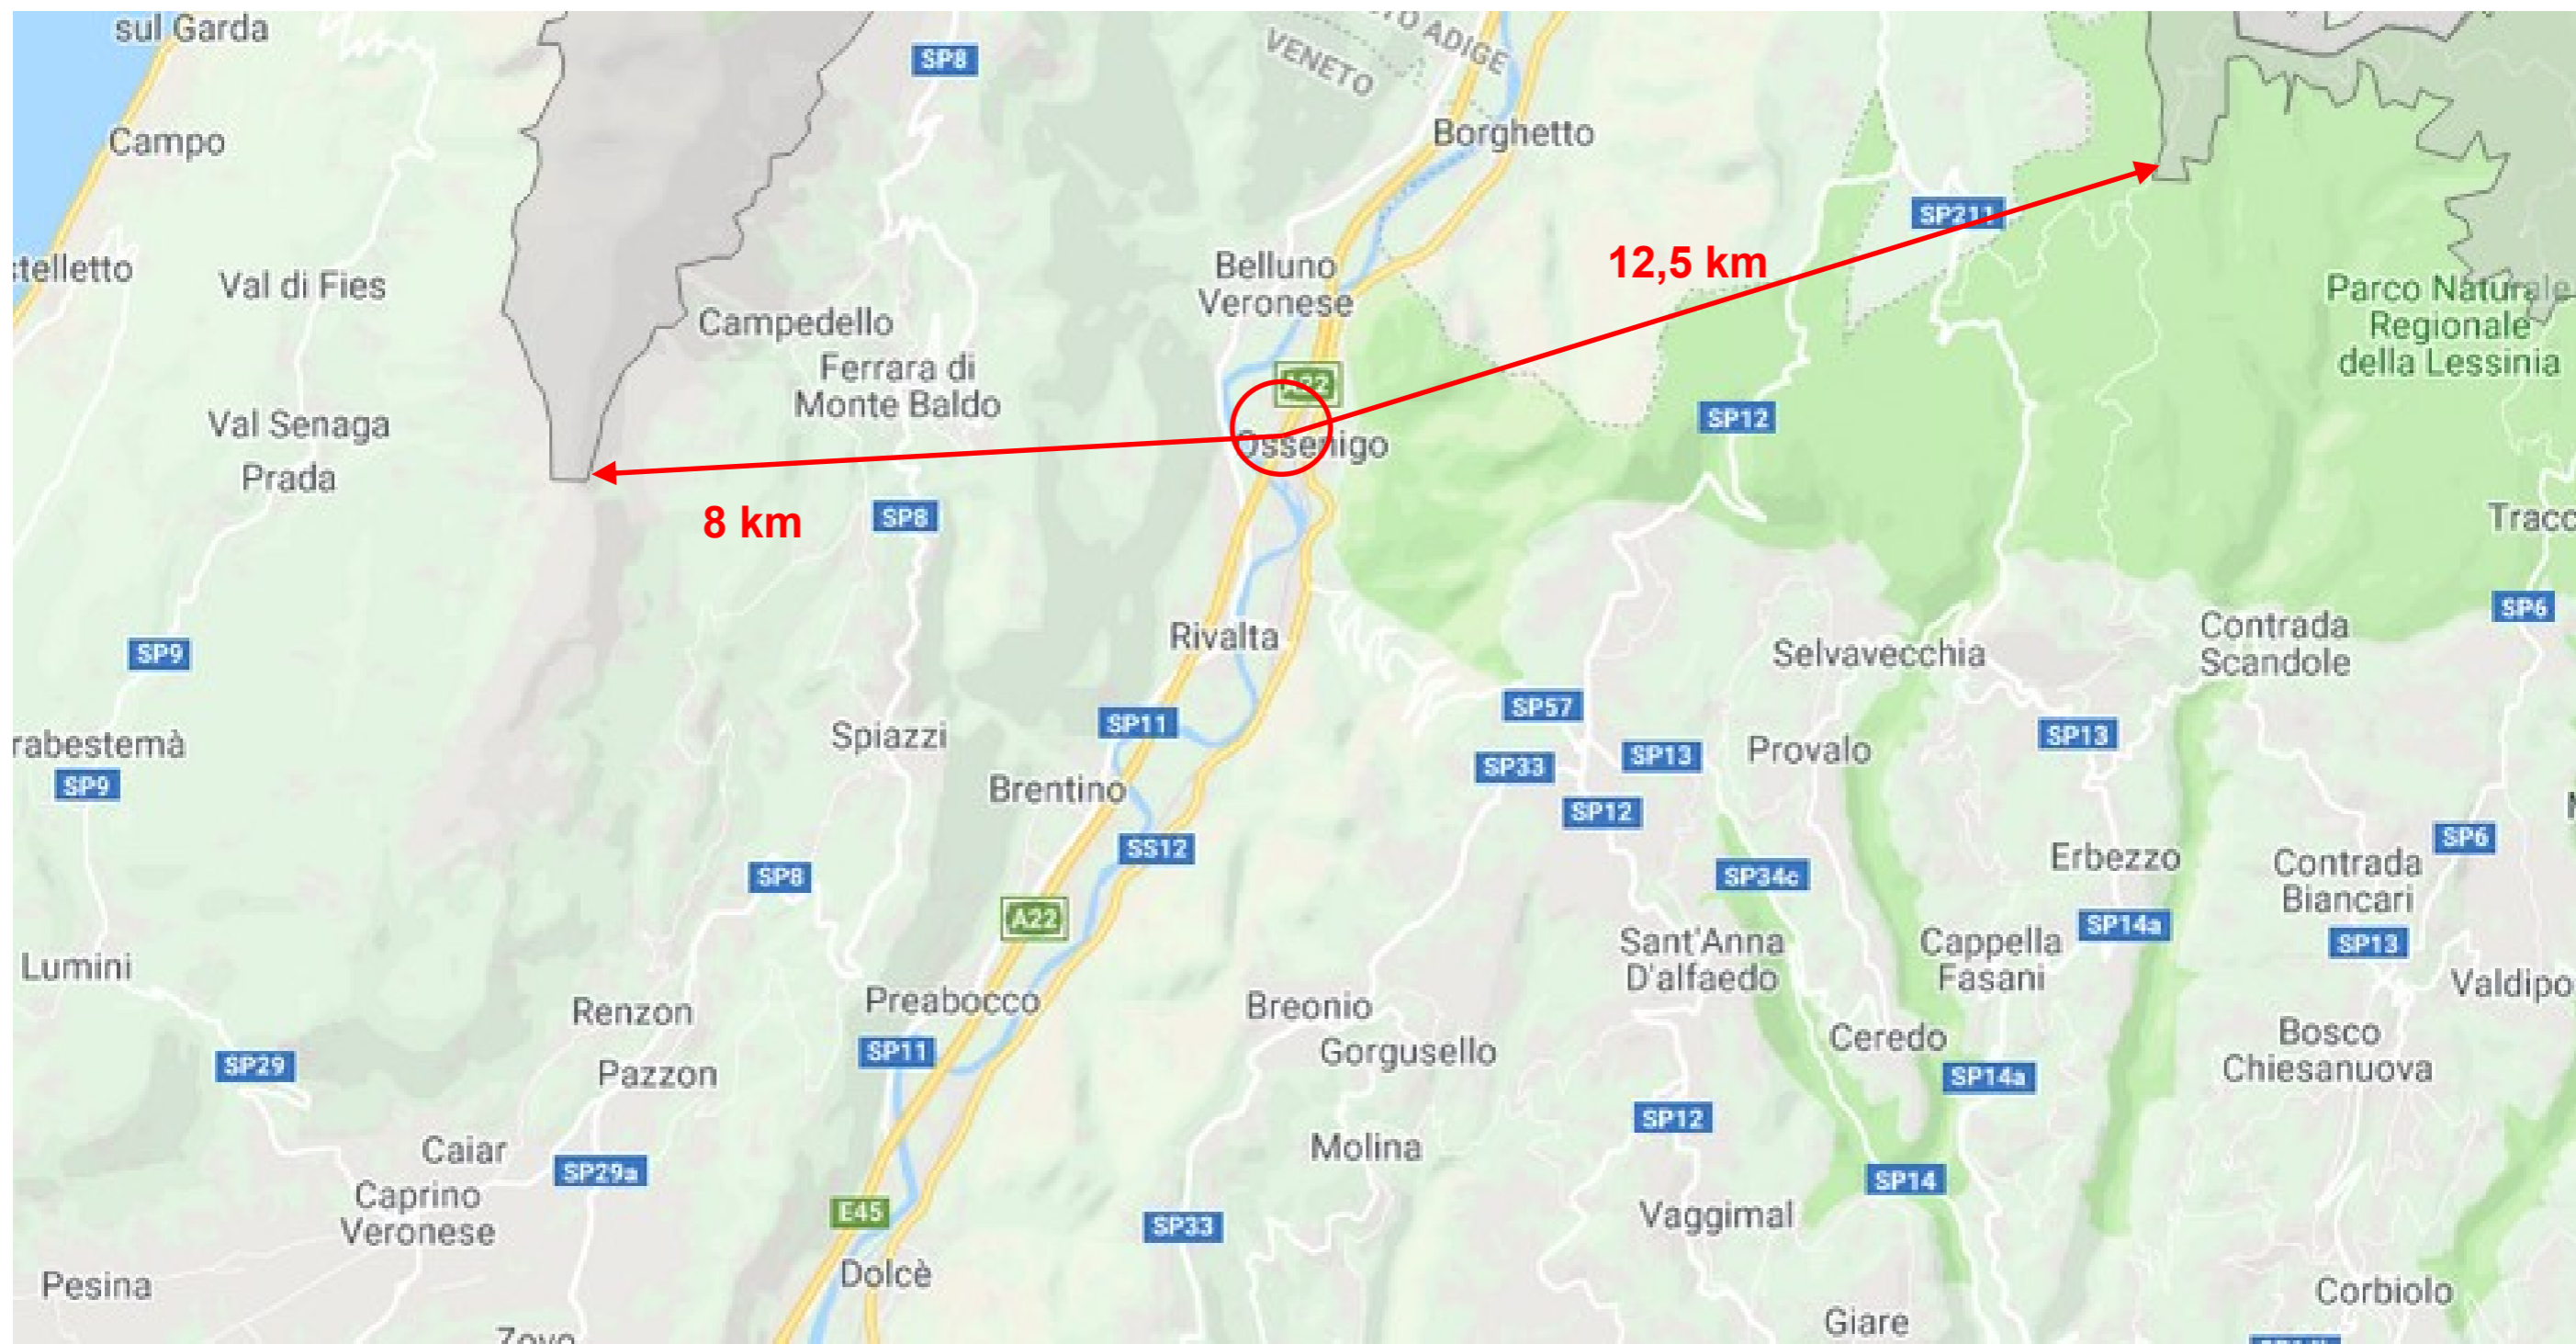 sul Garda
SP8
TO ADIGE
VENETO
Campo
Borghetto
SP211
stelletto
Val di Fies
Belluno
Veronese
12,5 km
Parco Naturale
Regionale
della Lessinia
Campedello
Ferrara di
Monte Baldo
A22
Val Senaga
SP12
Ossenigo
Prada
8 km
SP8
Tracc
SP6
Rivalta
Contrada
Scandole
SP9
Selvavecchia
SP57
SP11
Spiazzi
SP13
rabestemà
SP13
Provalo
SP33
SP9
Brentino
SP12
SP6
SS12
Erbezzo
Contrada
Biancari
SP8
SP34c
A22
SP14a
Sant'Anna
D'alfaedo
Cappella
Fasani
SP13
Lumini
Valdipo
Preabocco
Renzon
Breonio
Bosco
Chiesanuova
Ceredo
SP11
Gorgusello
SP29
Pazzon
SP14a
SP12
Caiar
Molina
SP29a
SP14
Caprino
Veronese
E45
Vaggimal
SP33
Dolcè
Pesina
Corbiolo
Giare